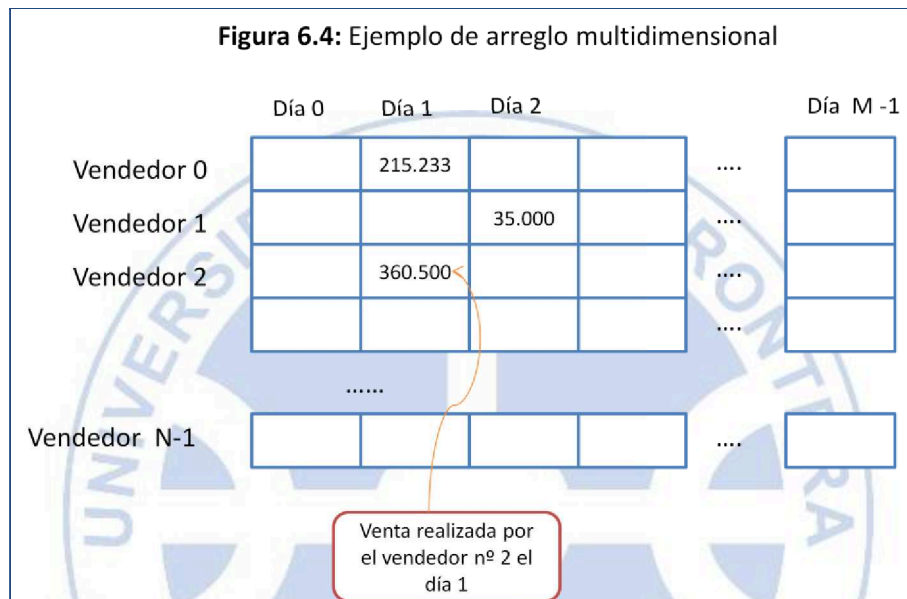 Figura 6.4: Ejemplo de arreglo multidimensional
Día 0 Día 1 Día 2 Día M -1
Vendedor 0 215.233 ....
Vendedor 1 35.000 ....
Vendedor 2 360.500 ....
....
......
Vendedor N-1 ....
Venta realizada por
el vendedor nº 2 el
día 1